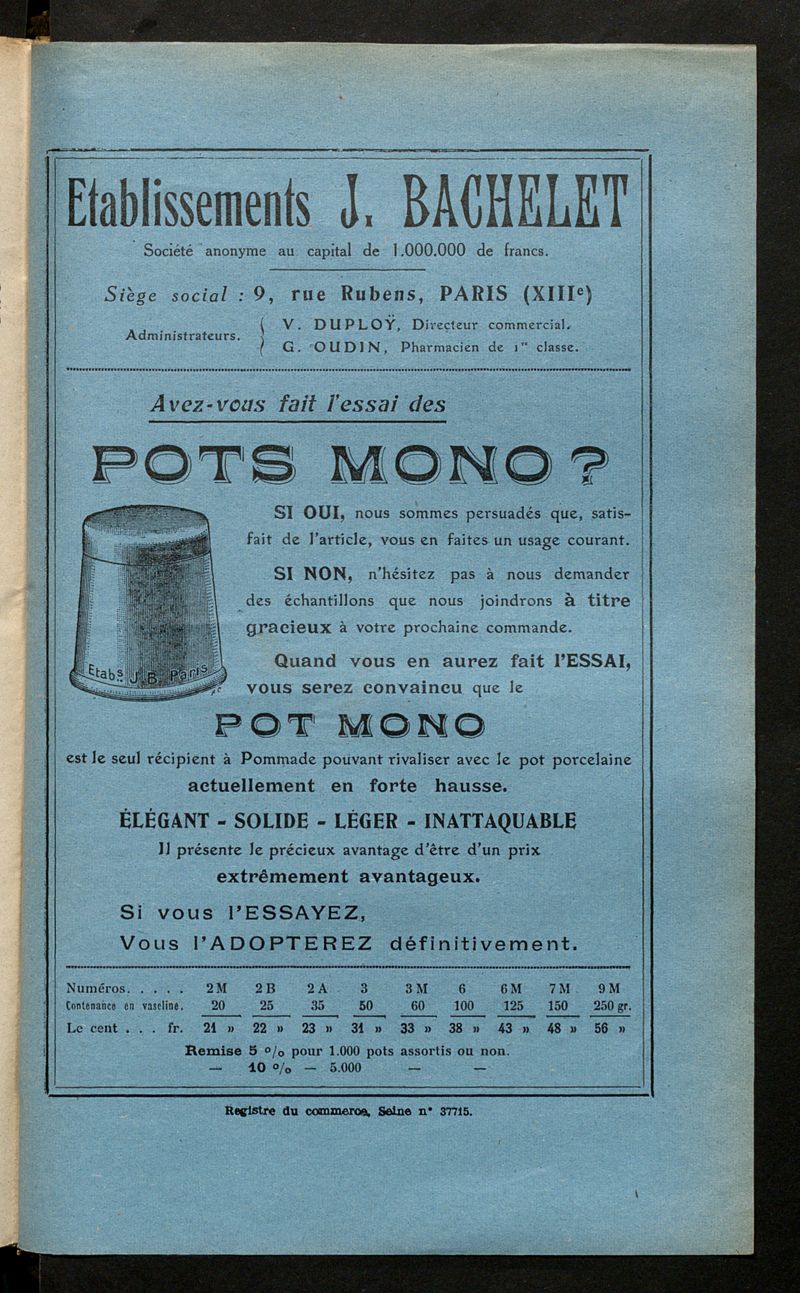 Etablissements J. BACHELET
Société anonyme au capital de 1.000.000 de francs.
Siège social : 9, rue Rubens, PARIS (XIIIe)
Administrateurs. { V. DUPLOŸ, Directeur commercial.
G. OUDIN, Pharmacien de 1re classe.
Avez-vous fait l'essai des
POTS MONO ?
SI OUI, nous sommes persuadés que, satis-
fait de l'article, vous en faites un usage courant.
SI NON, n'hésitez pas à nous demander
des échantillons que nous joindrons à titre
gracieux à votre prochaine commande.
Quand vous en aurez fait l'ESSAI,
vous serez convaincu que le
Etabs. J.B. Paris
POT MONO
est le seul récipient à Pommade pouvant rivaliser avec le pot porcelaine
actuellement en forte hausse.
ÉLÉGANT - SOLIDE - LÉGER - INATTAQUABLE
Il présente le précieux avantage d'être d'un prix
extrêmement avantageux.
Si vous l'ESSAYEZ,
Vous l'ADOPTEREZ définitivement.
Numéros. . . . . 2 M 2 B 2 A 3 3 M 6 6 M 7 M 9 M
Contenance en vaseline. 20 25 35 50 60 100 125 150 250 gr.
Le cent . . . fr. 21 » 22 » 23 » 31 » 33 » 38 » 43 » 48 » 56 »
Remise 5 % pour 1.000 pots assortis ou non.
— 10 % — 5.000 — —
Registre du commerce, Seine n° 37715.